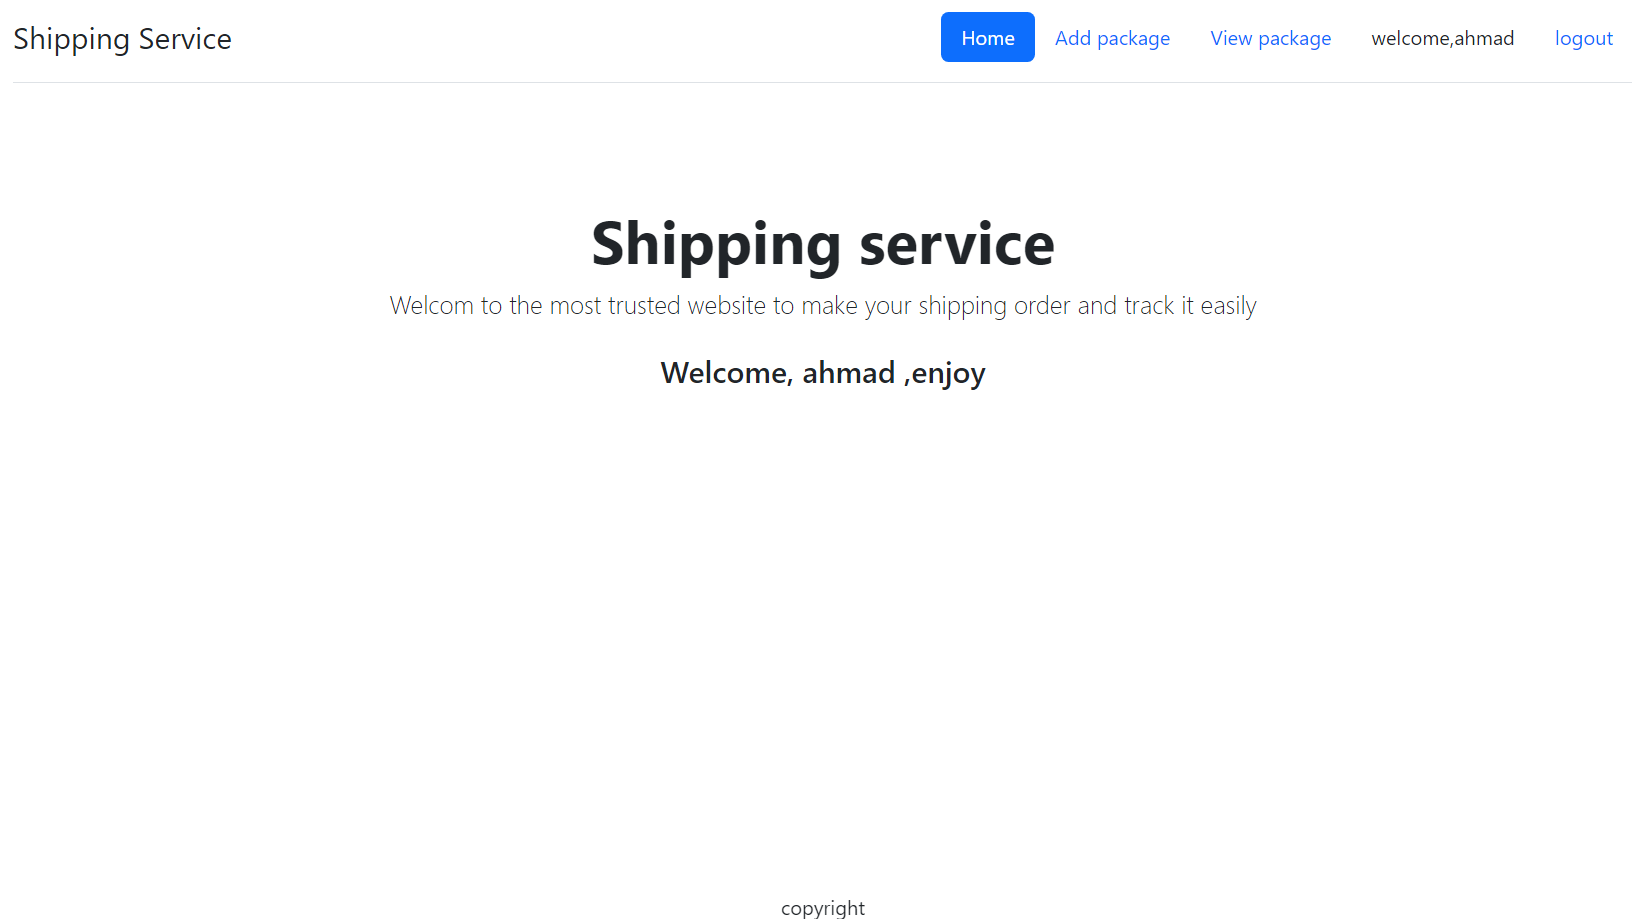 Shipping Service
Home Add package View package welcome,ahmad logout
Shipping service
Welcom to the most trusted website to make your shipping order and track it easily
Welcome, ahmad ,enjoy
copyright